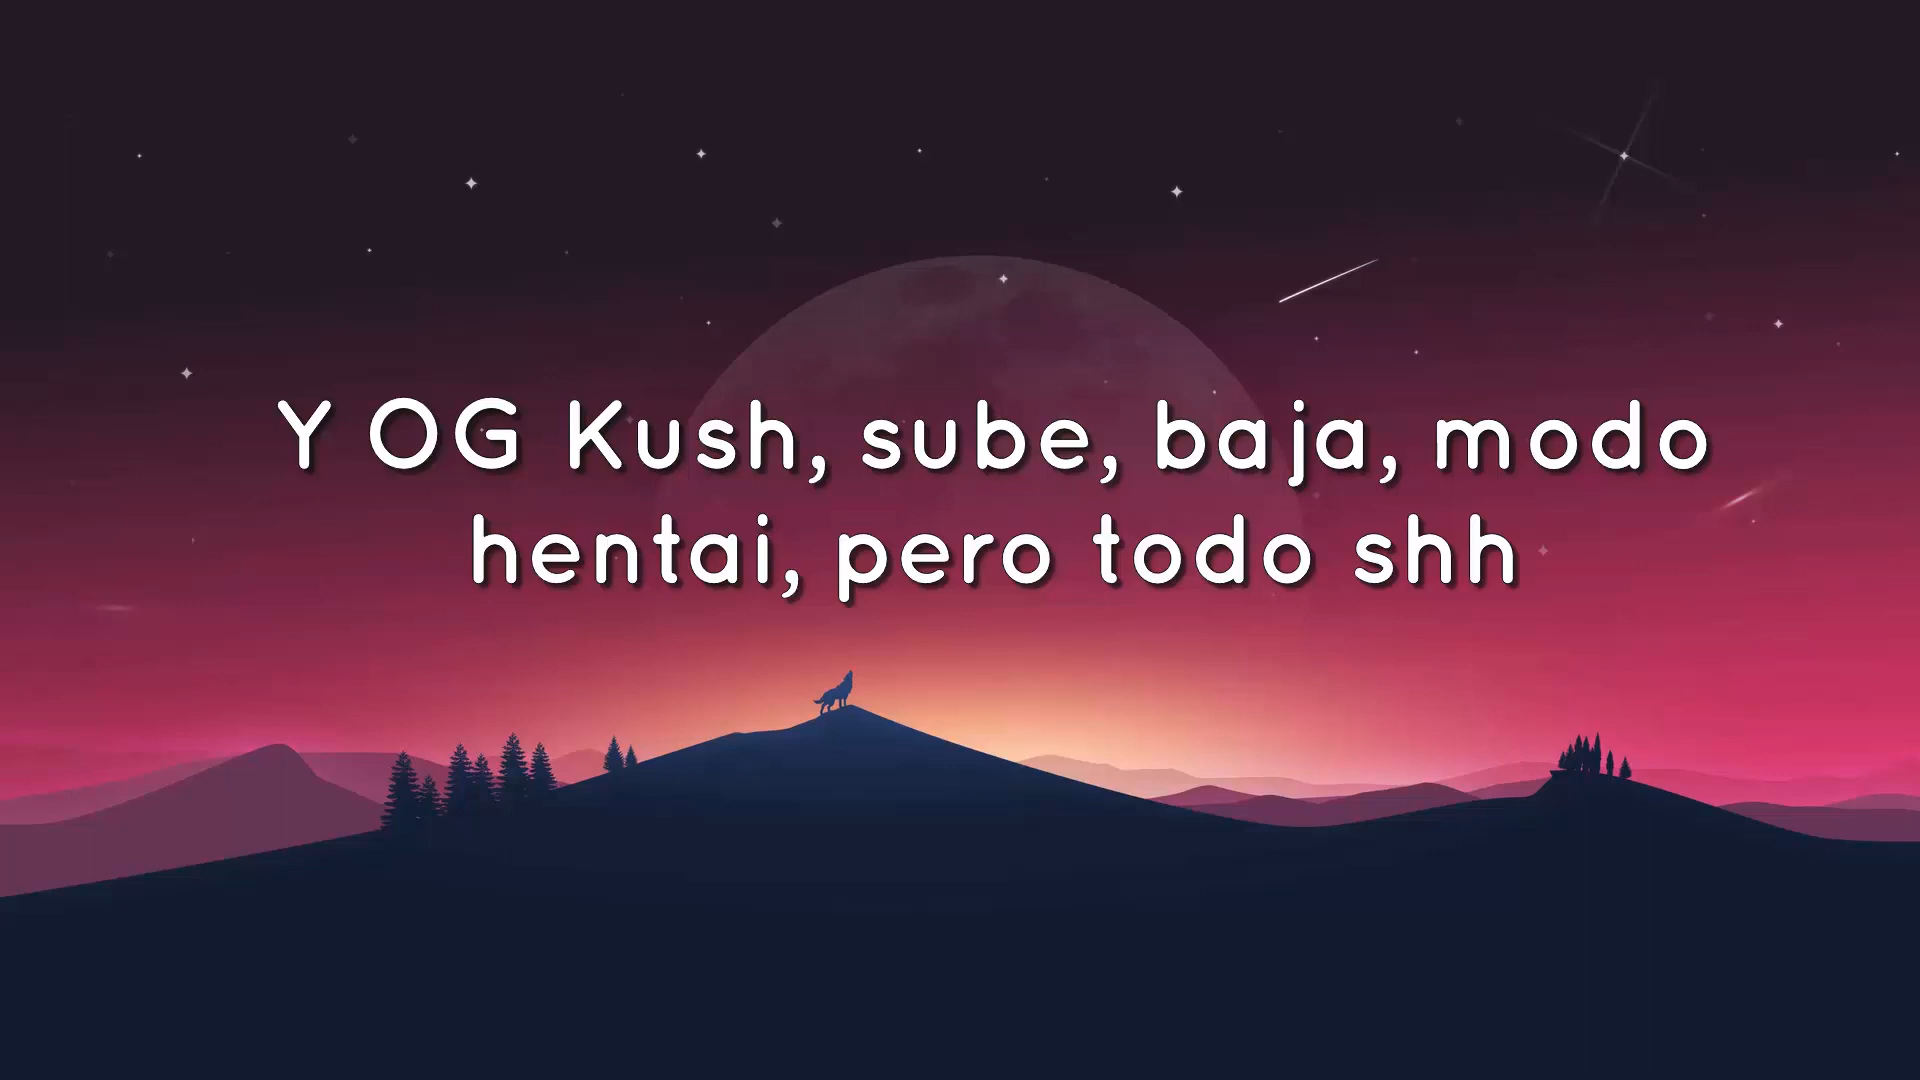 Y OG Kush, sube, baja, modo
hentai, pero todo shh